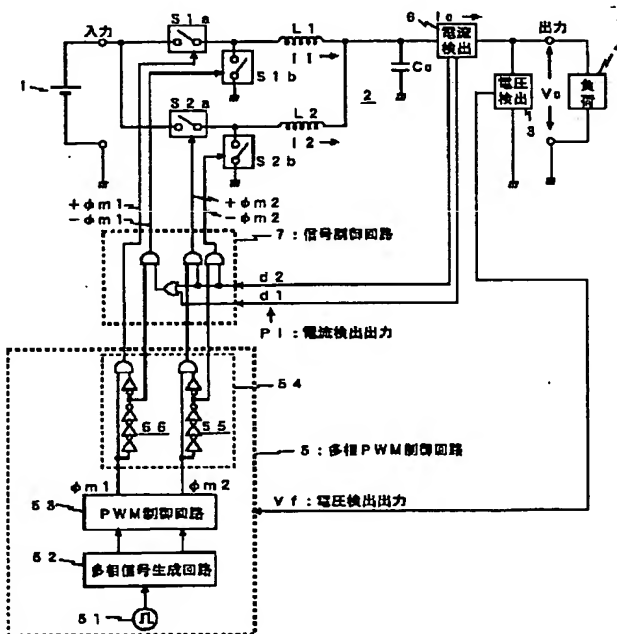 S1a
L1
6
Io
入力
電流
検出
出力
4
I1
S1b
Co
1
S2a
L2
2
電圧
検出
Vo
負荷
3
I2
S2b
+φm1
-φm1
+φm2
-φm2
7:信号制御回路
d2
d1
PI:電流検出出力
54
66
55
5:多相PWM制御回路
φm1
φm2
Vf:電圧検出出力
53
PWM制御回路
52
多相信号生成回路
51